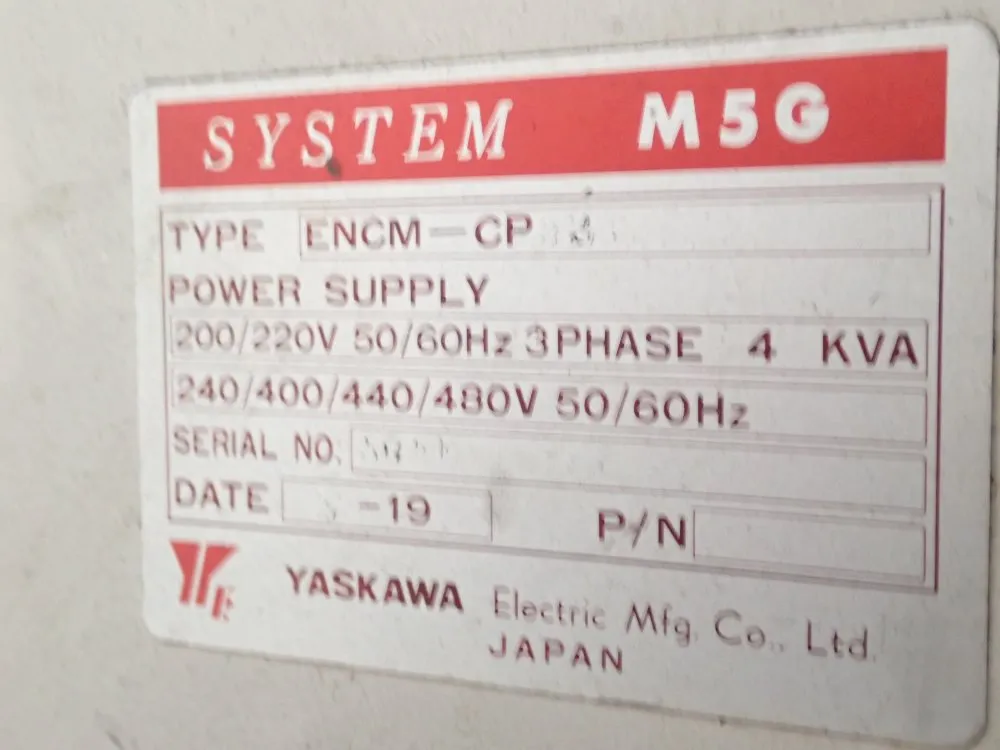 SYSTEM M5G
TYPE ENCM-CP
POWER SUPPLY
200/220V 50/60Hz 3PHASE 4 KVA
240/400/440/480V 50/60Hz
SERIAL NO.
DATE -19 P/N
YASKAWA Electric Mfg. Co., Ltd.
JAPAN